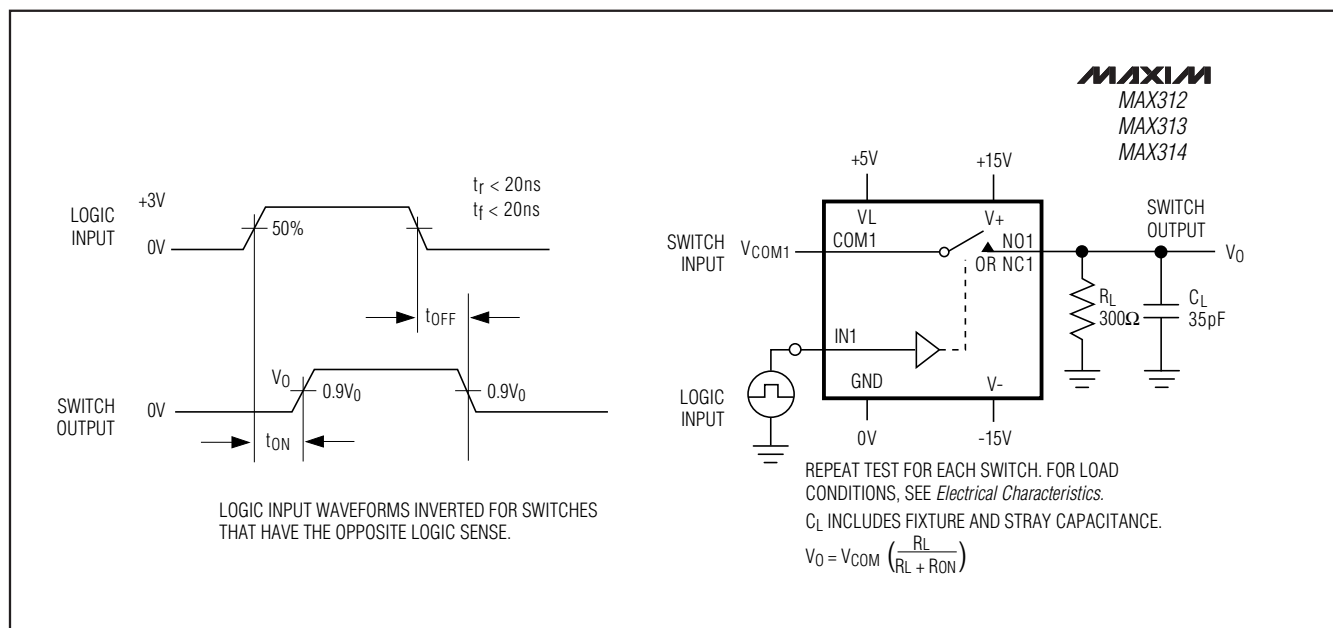 MAXIM
MAX312
MAX313
MAX314
LOGIC
INPUT
+3V
0V
50%
tr < 20ns
tf < 20ns
tOFF
SWITCH
OUTPUT
V0
0V
0.9V0
0.9V0
tON
LOGIC INPUT WAVEFORMS INVERTED FOR SWITCHES
THAT HAVE THE OPPOSITE LOGIC SENSE.
+5V
+15V
VL
V+
SWITCH
INPUT
VCOM1
COM1
NO1
OR NC1
SWITCH
OUTPUT
VO
RL
300Ω
CL
35pF
IN1
LOGIC
INPUT
GND
V-
0V
-15V
REPEAT TEST FOR EACH SWITCH. FOR LOAD
CONDITIONS, SEE Electrical Characteristics.
CL INCLUDES FIXTURE AND STRAY CAPACITANCE.
VO = VCOM (RL / RL + RON)